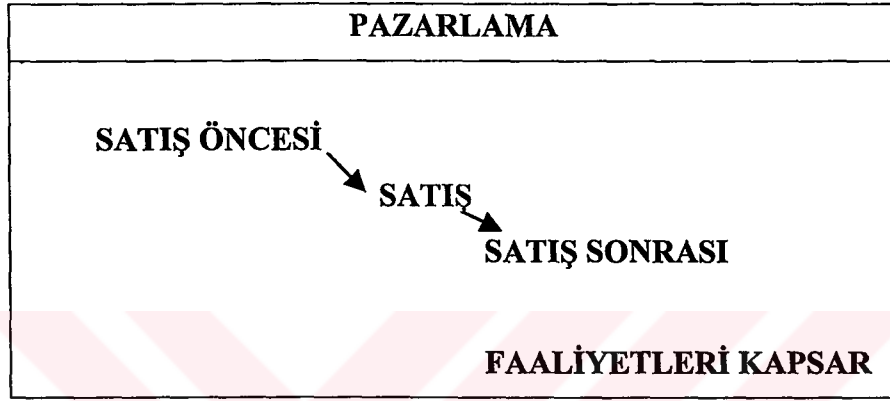 PAZARLAMA
SATIŞ ÖNCESİ
SATIŞ
SATIŞ SONRASI
FAALİYETLERİ KAPSAR